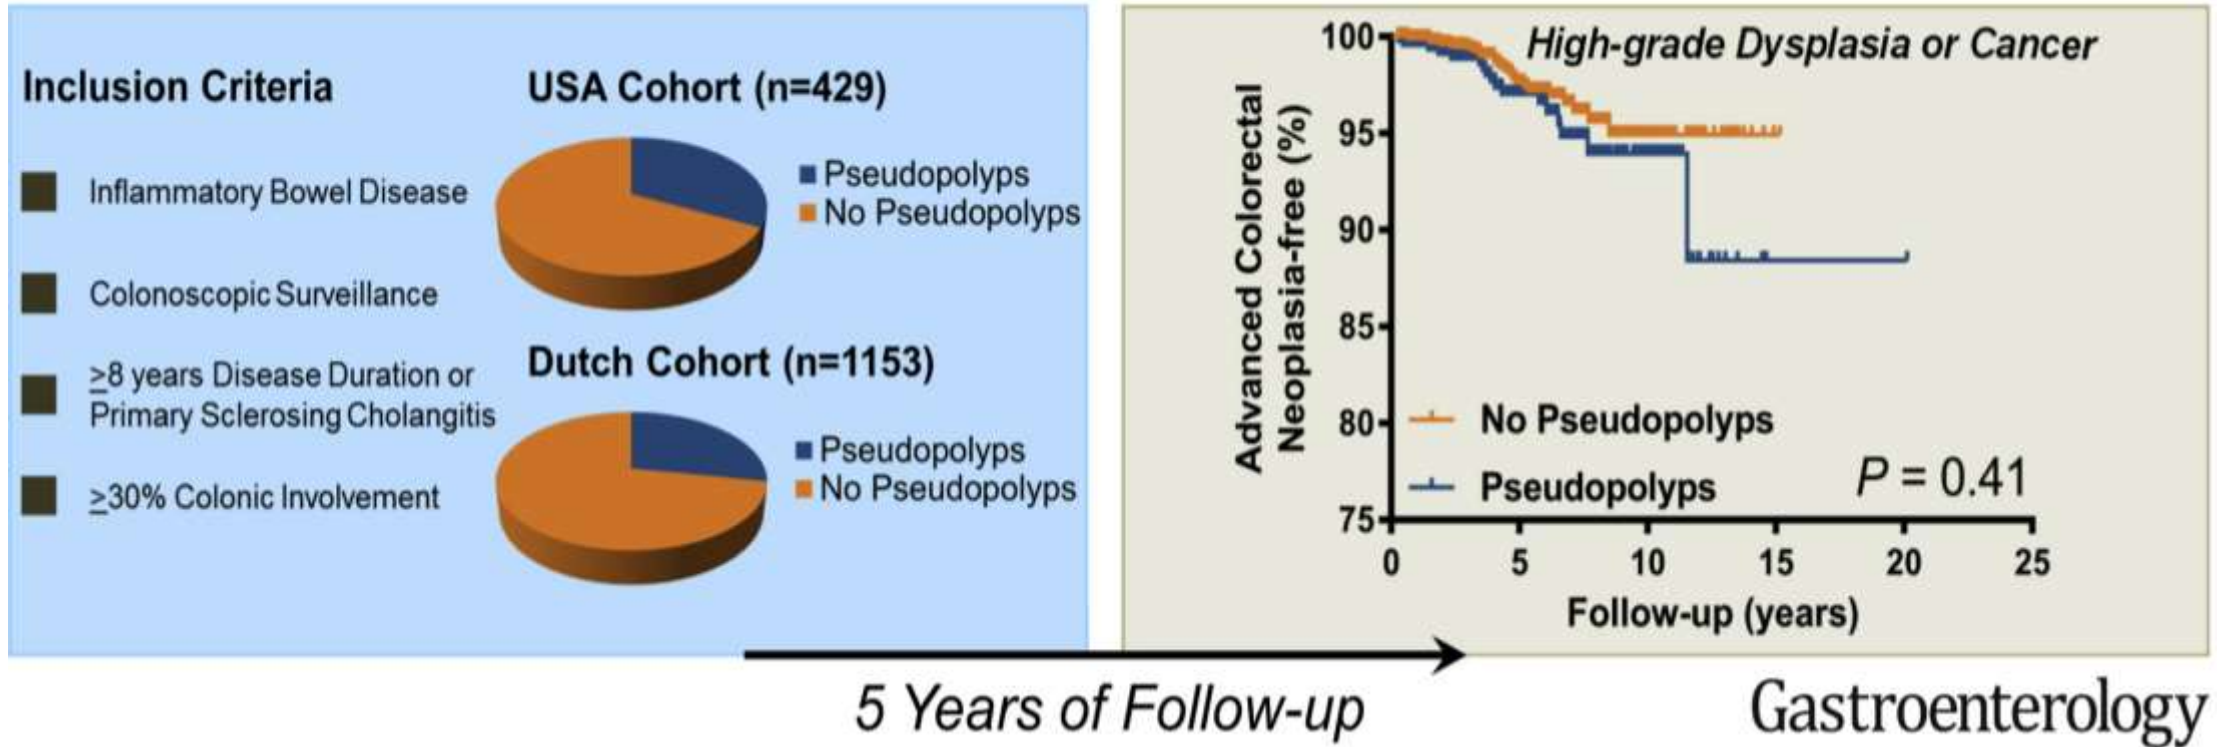 Inclusion Criteria
Inflammatory Bowel Disease
Colonoscopic Surveillance
≥8 years Disease Duration or
Primary Sclerosing Cholangitis
≥30% Colonic Involvement
USA Cohort (n=429)
Pseudopolyps
No Pseudopolyps
Dutch Cohort (n=1153)
Pseudopolyps
No Pseudopolyps
High-grade Dysplasia or Cancer
Advanced Colorectal
Neoplasia-free (%)
100
95
90
85
80
75
No Pseudopolyps
Pseudopolyps
P = 0.41
0 5 10 15 20 25
Follow-up (years)
5 Years of Follow-up
Gastroenterology